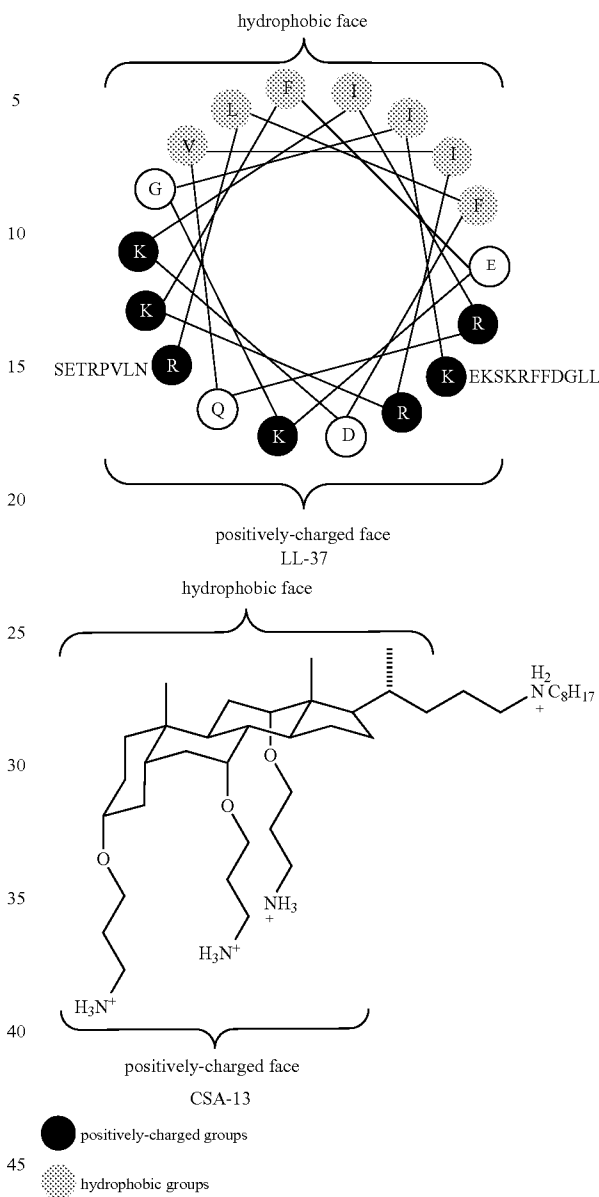 hydrophobic face
5
F
I
L
I
V
I
G
F
10
K
E
K
R
15
SETRPVLN
R
K
EKSKRFFDGLL
Q
R
K
D
20
positively-charged face
LL-37
hydrophobic face
25
H2
N C8H17
+
30
O
O
O
35
NH3
+
H3N+
H3N+
40
positively-charged face
CSA-13
positively-charged groups
45
hydrophobic groups